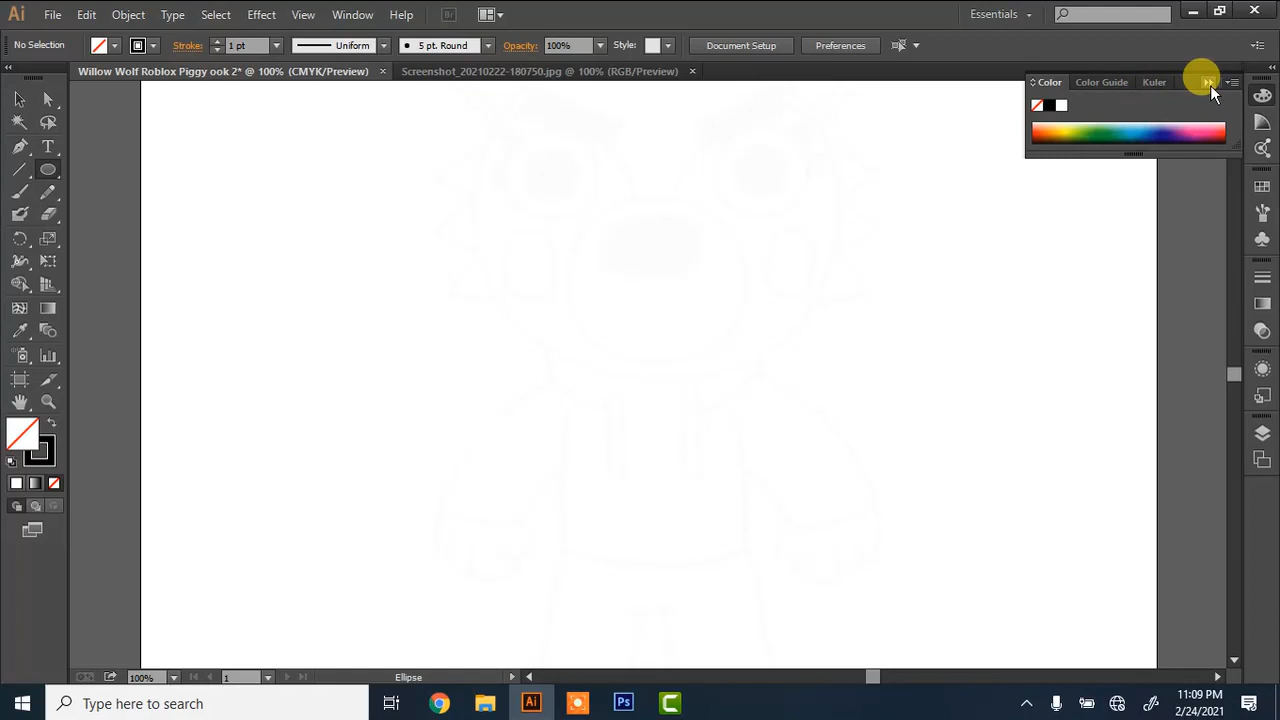 Ai File Edit Object Type Select Effect View Window Help Br Essentials
No Selection Stroke: 1 pt Uniform 5 pt. Round Opacity: 100% Style: Document Setup Preferences
Willow Wolf Roblox Piggy ook 2* @ 100% (CMYK/Preview) × Screenshot_20210222-180750.jpg @ 100% (RGB/Preview) ×
Color Color Guide Kuler
T
100% 1 Ellipse
Type here to search Ai Ps C 11:09 PM
2/24/2021